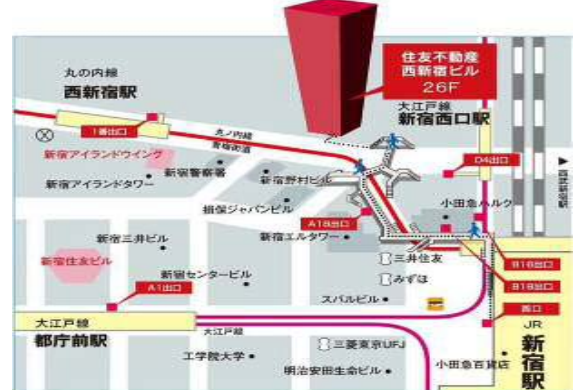 住友不動産
西新宿ビル
26F
丸の内線
西新宿駅
大江戸線
新宿西口駅
1番出口
丸ノ内線
青梅街道
D4出口
新宿アイランドウイング
新宿警察署
新宿野村ビル
新宿アイランドタワー
損保ジャパンビル
A18出口
小田急ハルク
新宿エルタワー
新宿三井ビル
三井住友
B16出口
新宿住友ビル
新宿センタービル
みずほ
B18出口
A1出口
スバルビル
西口
大江戸線
都庁前駅
大江戸線
JR
新宿駅
工学院大学
三菱東京UFJ
小田急百貨店
明治安田生命ビル